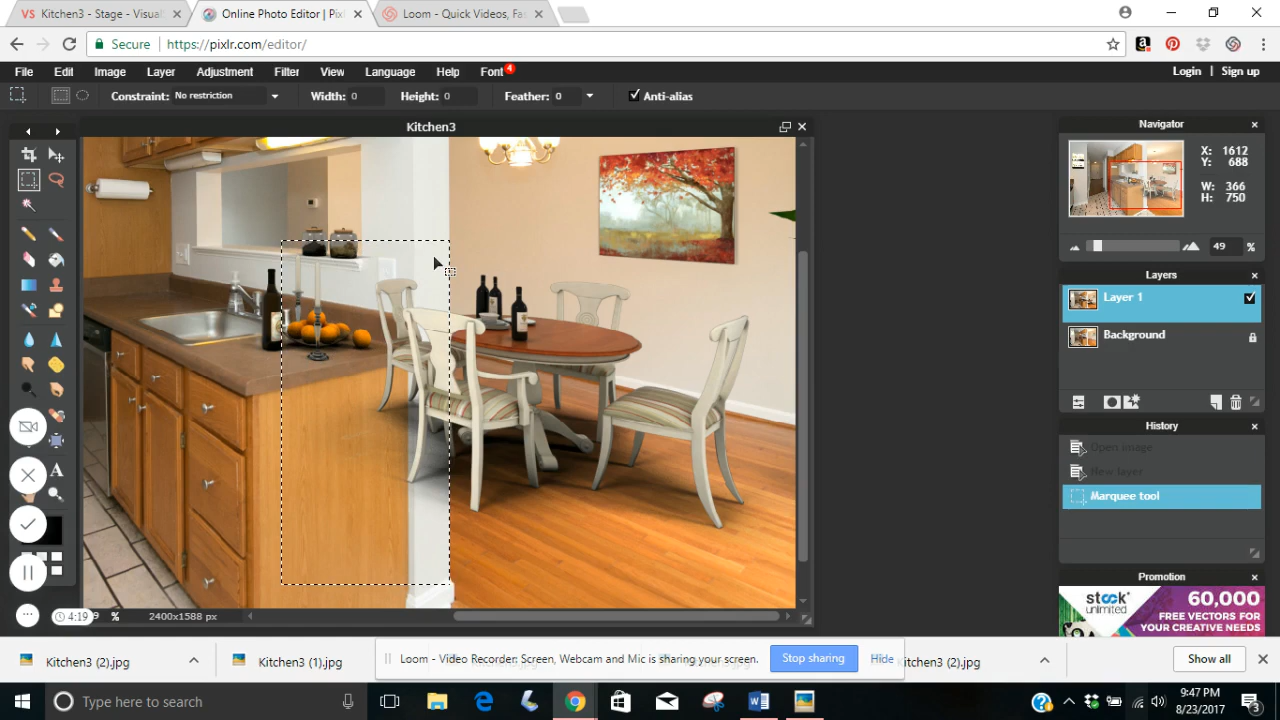 Kitchen3 - Stage - Visual
Online Photo Editor | Pixl
Loom - Quick Videos, Fas
Secure
https://pixlr.com/editor/
File Edit Image Layer Adjustment Filter View Language Help Font 4
Login | Sign up
Constraint: No restriction Width: 0 Height: 0 Feather: 0 Anti-alias
Kitchen3
Navigator
X: 1612
Y: 688
W: 366
H: 750
49 %
Layers
Layer 1
Background
History
Open image
New layer
Marquee tool
A
Promotion
stock unlimited
60,000
FREE VECTORS FOR
YOUR CREATIVE NEEDS
4:19
9 %
2400x1588 px
Kitchen3 (2).jpg
Kitchen3 (1).jpg
Loom - Video Recorder: Screen, Webcam and Mic is sharing your screen.
Stop sharing
Hide
Kitchen3 (2).jpg
Show all
Type here to search
9:47 PM
8/23/2017
3